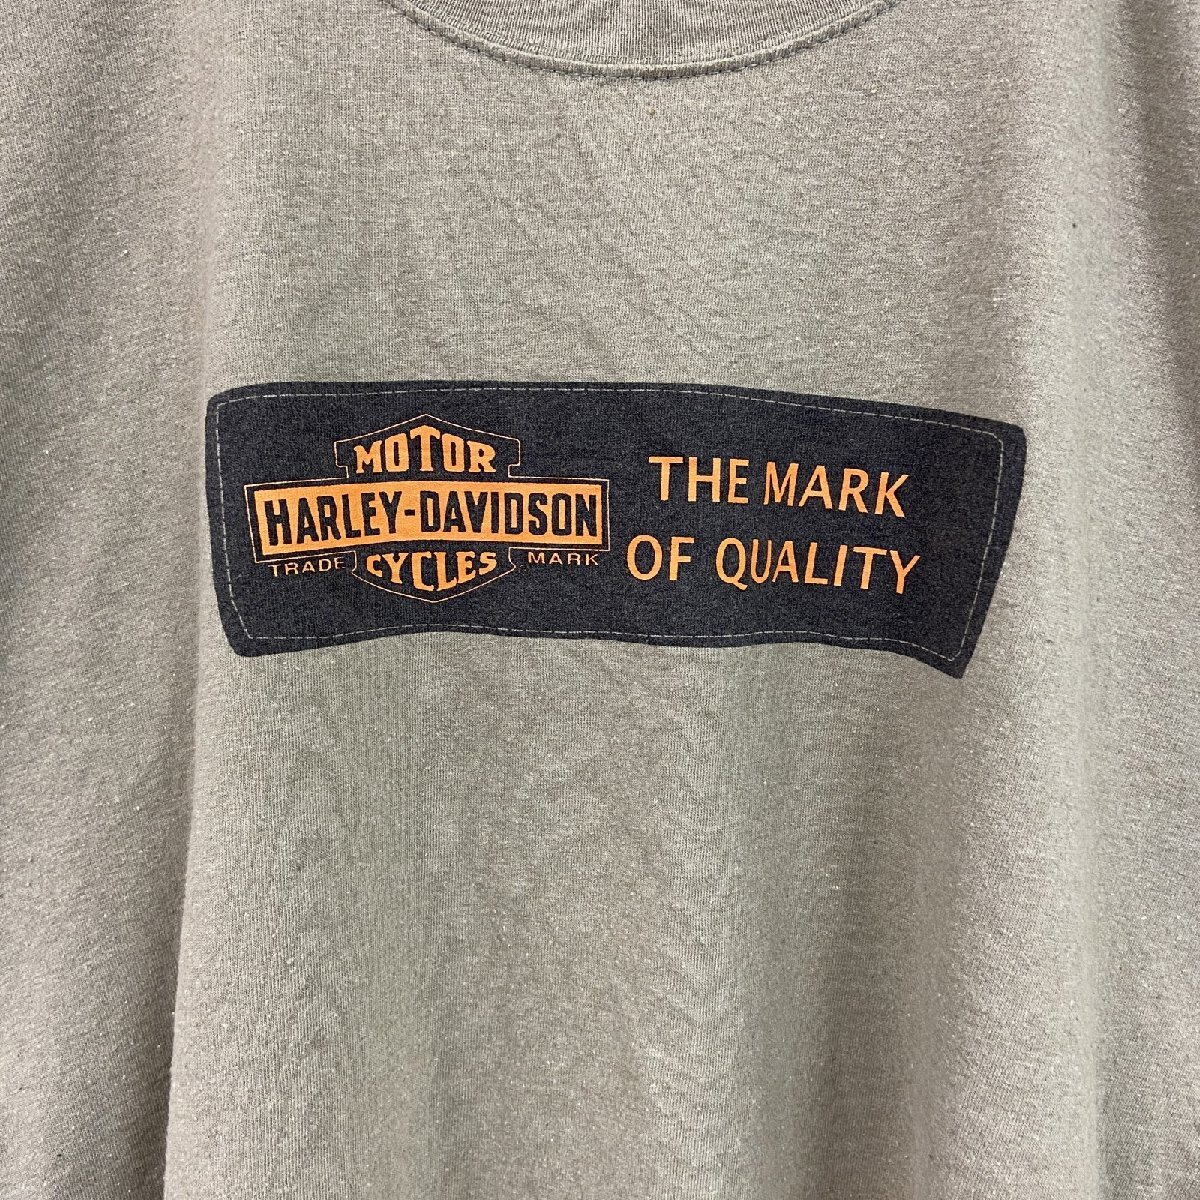 MOTOR
HARLEY-DAVIDSON
TRADE MARK
CYCLES
THE MARK
OF QUALITY